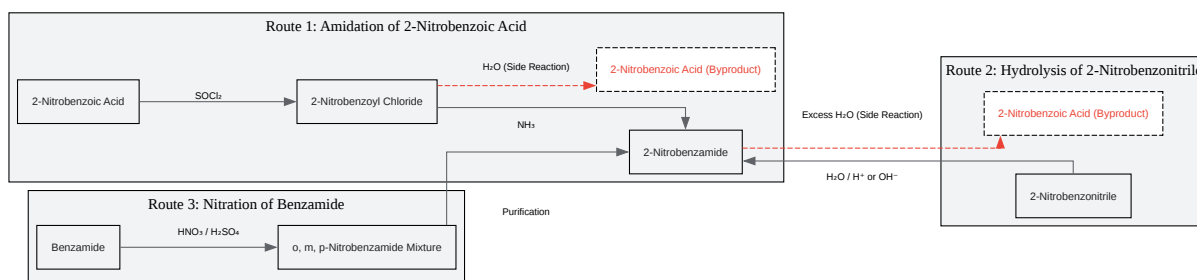 Route 1: Amidation of 2-Nitrobenzoic Acid
H₂O (Side Reaction)
2-Nitrobenzoic Acid (Byproduct)
2-Nitrobenzoic Acid
SOCl₂
2-Nitrobenzoyl Chloride
NH₃
2-Nitrobenzamide
Route 2: Hydrolysis of 2-Nitrobenzonitrile
2-Nitrobenzoic Acid (Byproduct)
Excess H₂O (Side Reaction)
H₂O / H⁺ or OH⁻
2-Nitrobenzonitrile
Route 3: Nitration of Benzamide
Benzamide
HNO₃ / H₂SO₄
o, m, p-Nitrobenzamide Mixture
Purification